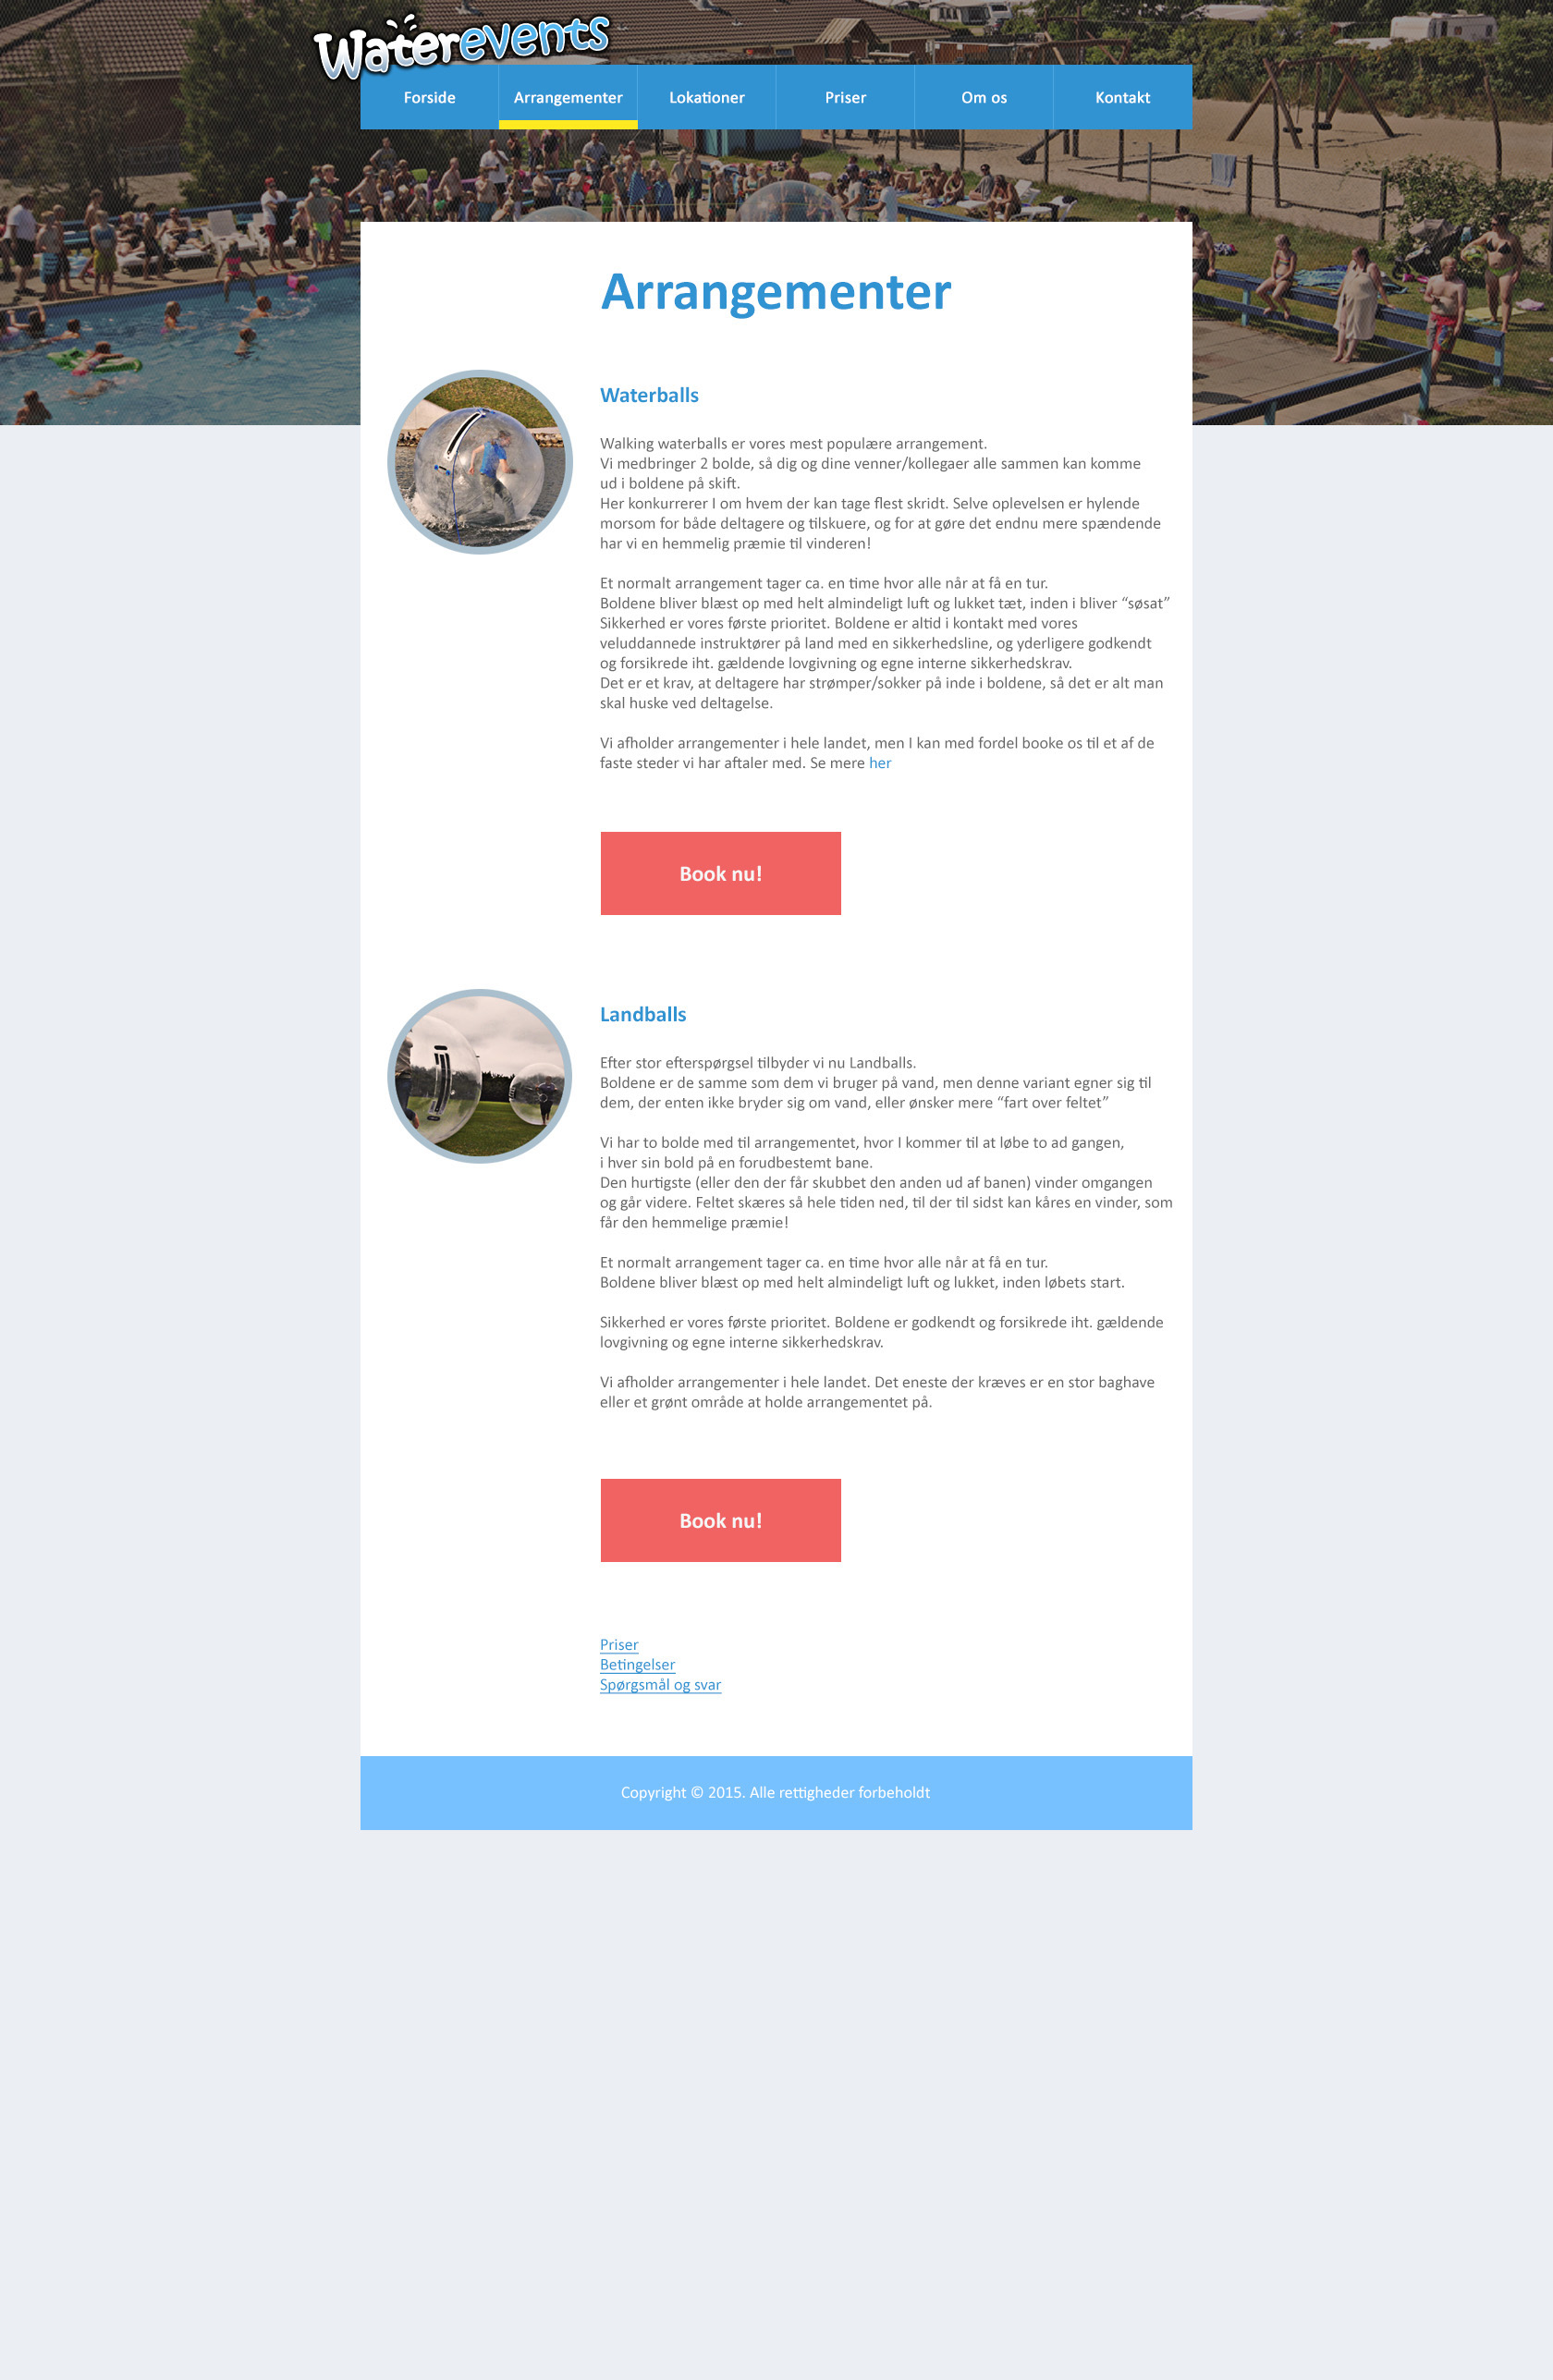 Waterevents
Forside
Arrangementer
Lokationer
Priser
Om os
Kontakt
Arrangementer
Waterballs
Walking waterballs er vores mest populære arrangement.
Vi medbringer 2 bolde, så dig og dine venner/kollegaer alle sammen kan komme
ud i boldene på skift.
Her konkurrerer I om hvem der kan tage flest skridt. Selve oplevelsen er hylende
morsom for både deltagere og tilskuere, og for at gøre det endnu mere spændende
har vi en hemmelig præmie til vinderen!
Et normalt arrangement tager ca. en time hvor alle når at få en tur.
Boldene bliver blæst op med helt almindeligt luft og lukket tæt, inden i bliver “søsat”
Sikkerhed er vores første prioritet. Boldene er altid i kontakt med vores
veluddannede instruktører på land med en sikkerhedsline, og yderligere godkendt
og forsikrede iht. gældende lovgivning og egne interne sikkerhedskrav.
Det er et krav, at deltagere har strømper/sokker på inde i boldene, så det er alt man
skal huske ved deltagelse.
Vi afholder arrangementer i hele landet, men I kan med fordel booke os til et af de
faste steder vi har aftaler med. Se mere her
Book nu!
Landballs
Efter stor efterspørgsel tilbyder vi nu Landballs.
Boldene er de samme som dem vi bruger på vand, men denne variant egner sig til
dem, der enten ikke bryder sig om vand, eller ønsker mere “fart over feltet”
Vi har to bolde med til arrangementet, hvor I kommer til at løbe to ad gangen,
i hver sin bold på en forudbestemt bane.
Den hurtigste (eller den der får skubbet den anden ud af banen) vinder omgangen
og går videre. Feltet skæres så hele tiden ned, til der til sidst kan kåres en vinder, som
får den hemmelige præmie!
Et normalt arrangement tager ca. en time hvor alle når at få en tur.
Boldene bliver blæst op med helt almindeligt luft og lukket, inden løbets start.
Sikkerhed er vores første prioritet. Boldene er godkendt og forsikrede iht. gældende
lovgivning og egne interne sikkerhedskrav.
Vi afholder arrangementer i hele landet. Det eneste der kræves er en stor baghave
eller et grønt område at holde arrangementet på.
Book nu!
Priser
Betingelser
Spørgsmål og svar
Copyright © 2015. Alle rettigheder forbeholdt